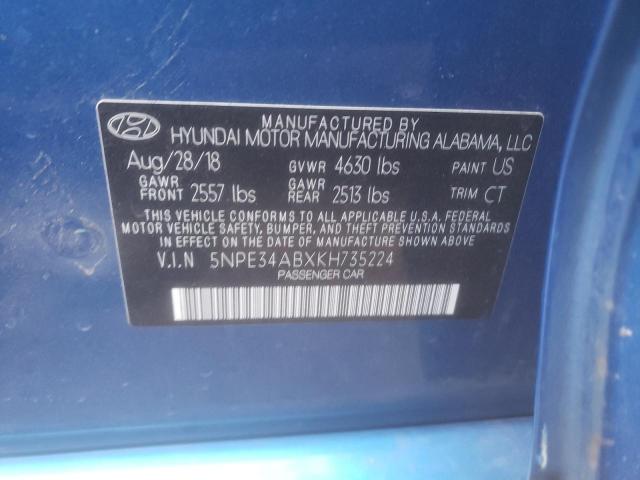 MANUFACTURED BY
HYUNDAI MOTOR MANUFACTURING ALABAMA, LLC
Aug/28/18 GVWR 4630 lbs PAINT US
GAWR FRONT 2557 lbs GAWR REAR 2513 lbs TRIM CT
THIS VEHICLE CONFORMS TO ALL APPLICABLE U.S.A. FEDERAL
MOTOR VEHICLE SAFETY, BUMPER, AND THEFT PREVENTION STANDARDS
IN EFFECT ON THE DATE OF MANUFACTURE SHOWN ABOVE.
V.I.N 5NPE34ABXKH735224
PASSENGER CAR